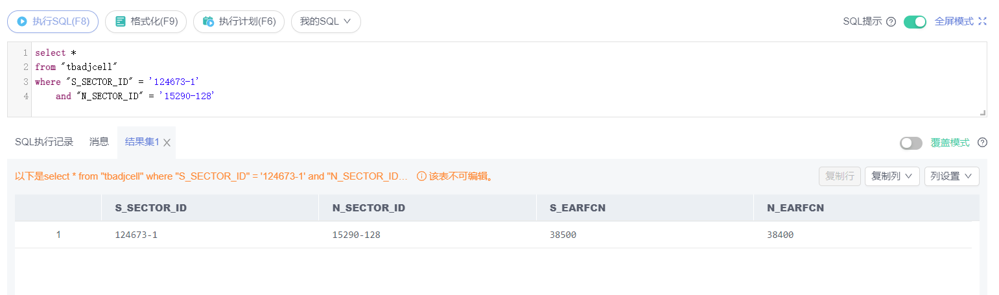 执行SQL(F8) 格式化(F9) 执行计划(F6) 我的SQL SQL提示 全屏模式
1 select *
2 from "tbadjcell"
3 where "S_SECTOR_ID" = '124673-1'
4 and "N_SECTOR_ID" = '15290-128'
SQL执行记录 消息 结果集1 覆盖模式
以下是select * from "tbadjcell" where "S_SECTOR_ID" = '124673-1' and "N_SECTOR_ID... 该表不可编辑。 复制行 复制列 列设置
S_SECTOR_ID N_SECTOR_ID S_EARFCN N_EARFCN
1 124673-1 15290-128 38500 38400